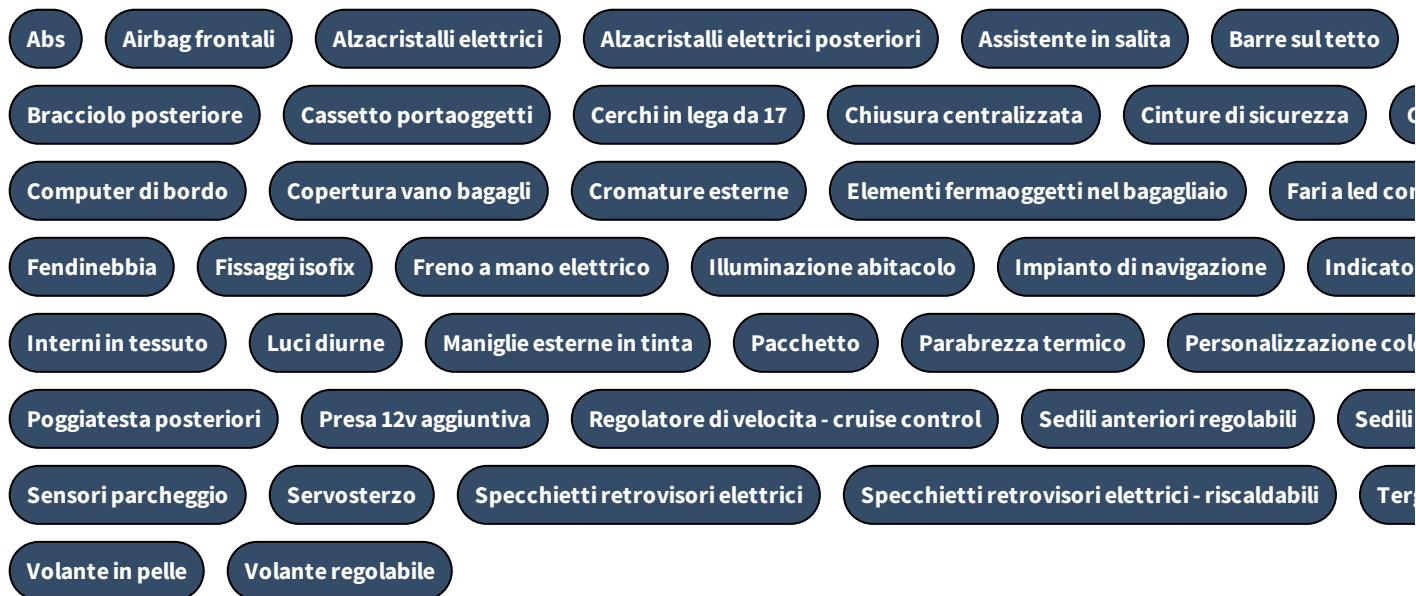 Abs Airbag frontali Alzacristalli elettrici Alzacristalli elettrici posteriori Assistente in salita Barre sul tetto
Bracciolo posteriore Cassetto portaoggetti Cerchi in lega da 17 Chiusura centralizzata Cinture di sicurezza
Computer di bordo Copertura vano bagagli Cromature esterne Elementi fermaoggetti nel bagagliaio Fari a led
Fendinebbia Fissaggi isofix Freno a mano elettrico Illuminazione abitacolo Impianto di navigazione
Interni in tessuto Luci diurne Maniglie esterne in tinta Pacchetto Parabrezza termico Personalizzazione
Poggiatesta posteriori Presa 12v aggiuntiva Regolatore di velocita - cruise control Sedili anteriori regolabili Sedili
Sensori parcheggio Servosterzo Specchietti retrovisori elettrici Specchietti retrovisori elettrici - riscaldabili
Volante in pelle Volante regolabile